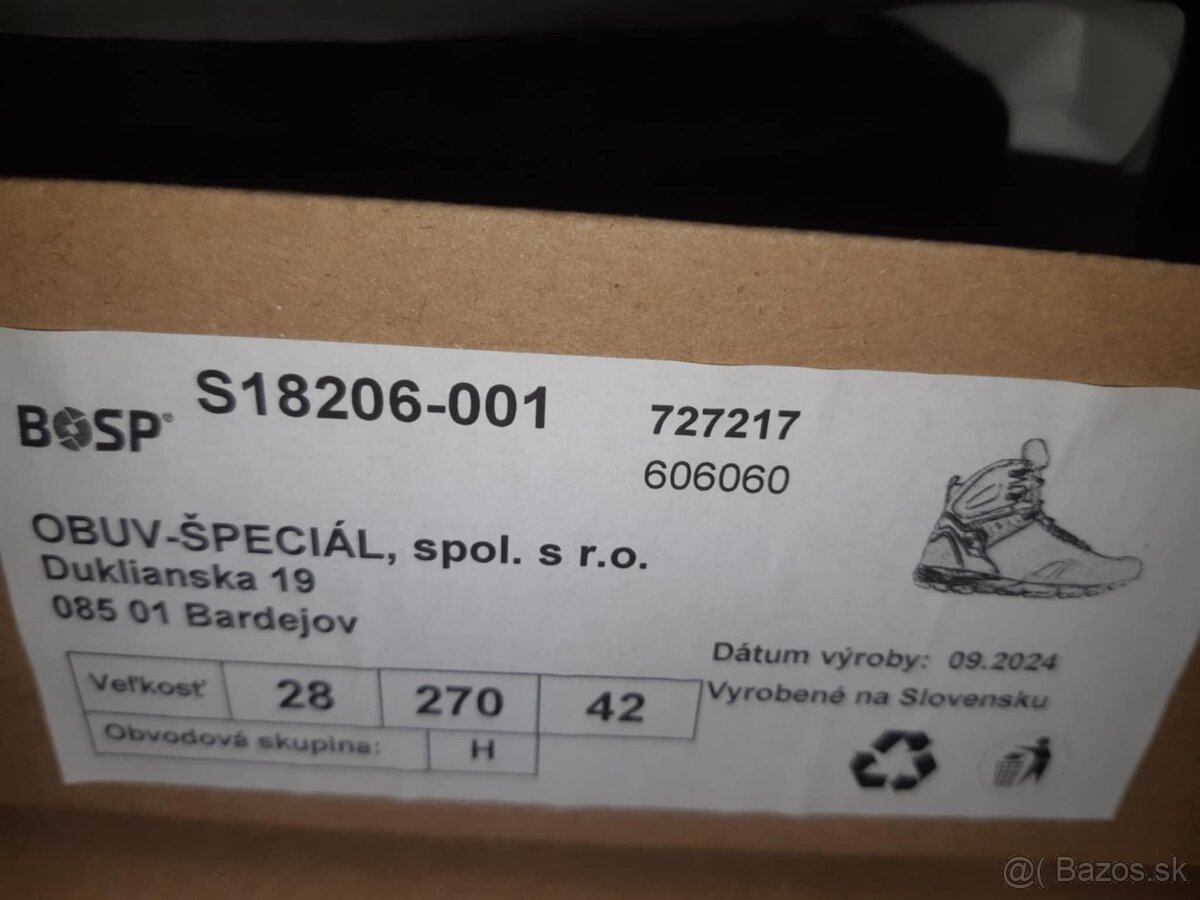 BOSP®
S18206-001
727217
606060
OBUV-ŠPECIÁL, spol. s r.o.
Duklianska 19
085 01 Bardejov
Veľkosť 28 270 42
Obvodová skupina: H
Dátum výroby: 09.2024
Vyrobené na Slovensku
@( Bazos.sk